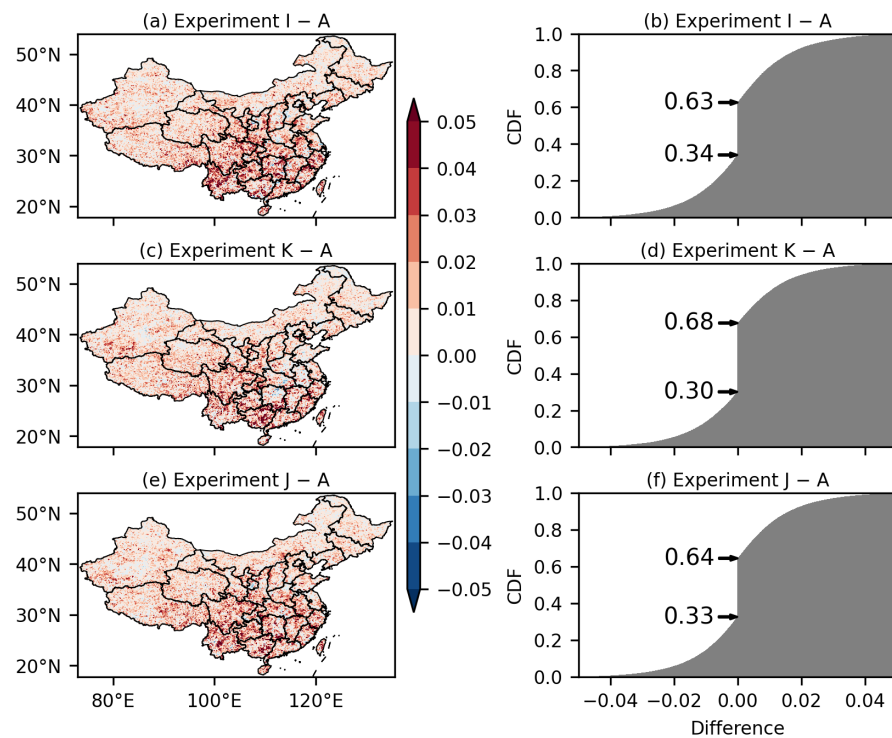 (a) Experiment I − A
50°N
40°N
30°N
20°N
(b) Experiment I − A
1.0
0.8
0.6
0.4
0.2
0.0
CDF
0.63
0.34
(c) Experiment K − A
50°N
40°N
30°N
20°N
0.05
0.04
0.03
0.02
0.01
0.00
−0.01
−0.02
−0.03
−0.04
−0.05
(d) Experiment K − A
1.0
0.8
0.6
0.4
0.2
0.0
CDF
0.68
0.30
(e) Experiment J − A
50°N
40°N
30°N
20°N
80°E 100°E 120°E
(f) Experiment J − A
1.0
0.8
0.6
0.4
0.2
0.0
CDF
0.64
0.33
−0.04 −0.02 0.00 0.02 0.04
Difference